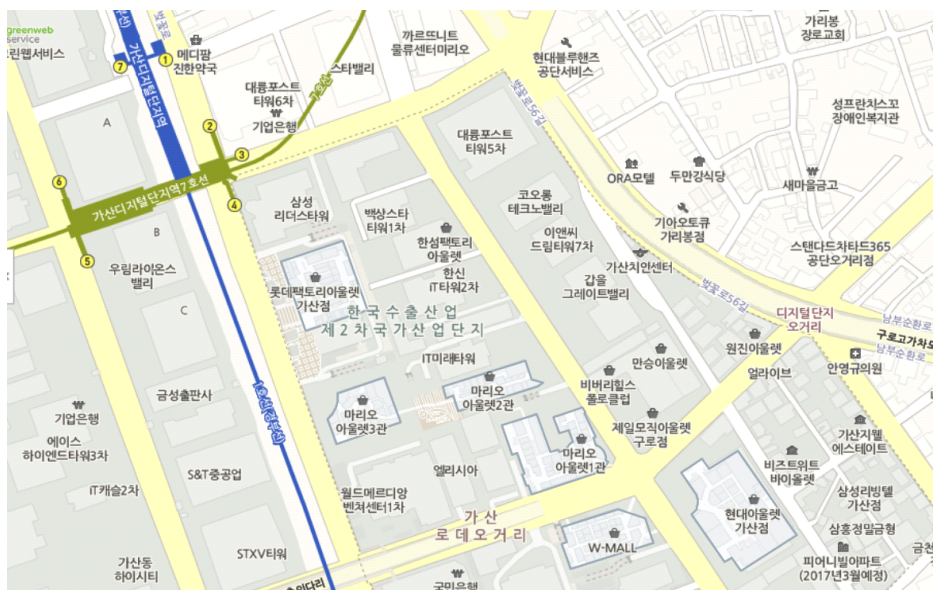 greenweb
service
그린웹서비스
벚꽃로
가산디지털단지역
7
1
메디팜
진한약국
까르뜨니트
물류센터마리오
스타밸리
7호선
현대블루핸즈
공단서비스
가리봉
장로교회
대륭포스트
타워6차
기업은행
A
2
3
벚꽃로56길
성프란치스꼬
장애인복지관
대륭포스트
타워5차
ORA모텔
두만강식당
새마을금고
6
가산디지털단지역7호선
4
삼성
리더스타워
백상스타
타워1차
코오롱
테크노밸리
기아오토큐
가리봉점
B
5
한섬팩토리
아울렛
이앤씨
드림타워7차
스탠다드차타드365
공단오거리점
우림라이온스
밸리
한신
iT타워2차
가산치인센터
갑을
그레이트밸리
벚꽃로56길
롯데팩토리아울렛
가산점
C
한국수출산업
제2차국가산업단지
디지털단지
오거리
남부순환로
구로고가차도
남부순환로
IT미래타워
만승아울렛
원진아울렛
안영규의원
얼라이브
비버리힐스
폴로클럽
금성출판사
1호선(경부선)
마리오
아울렛3관
마리오
아울렛2관
기업은행
에이스
하이엔드타워3차
제일모직아울렛
구로점
가산지웰
에스테이트
마리오
아울렛1관
비즈트위트
바이올렛
S&T중공업
엘리시아
iT캐슬2차
월드메르디앙
벤쳐센터1차
삼성리빙텔
가산점
현대아울렛
가산점
가산
로데오거리
삼홍정밀금형
STXV타워
W-MALL
가산동
하이시티
국민은행
피어니빌아파트
(2017년3월예정)